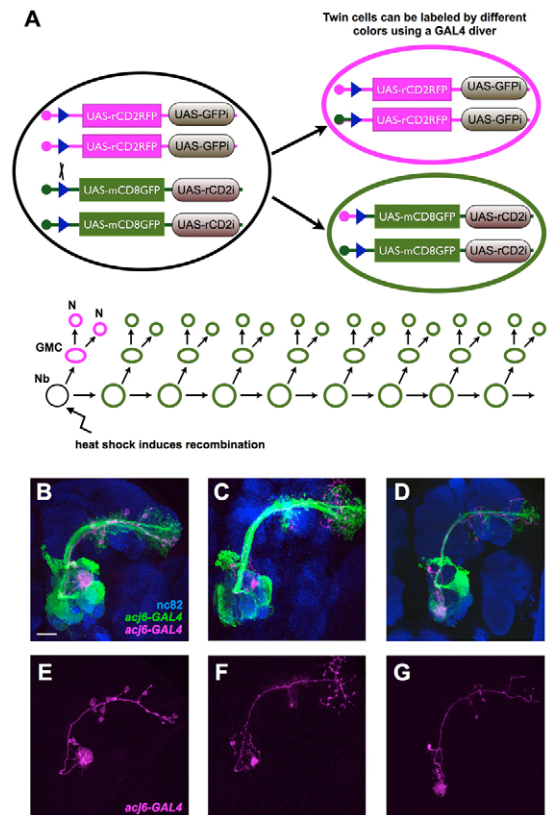 A
Twin cells can be labeled by different
colors using a GAL4 diver
UAS-rCD2RFP UAS-GFPi
UAS-rCD2RFP UAS-GFPi
UAS-mCD8GFP UAS-rCD2i
UAS-mCD8GFP UAS-rCD2i
UAS-rCD2RFP UAS-GFPi
UAS-rCD2RFP UAS-GFPi
UAS-mCD8GFP UAS-rCD2i
UAS-mCD8GFP UAS-rCD2i
N
N
GMC
Nb
heat shock induces recombination
B
nc82
acj6-GAL4
acj6-GAL4
C
D
E
acj6-GAL4
F
G